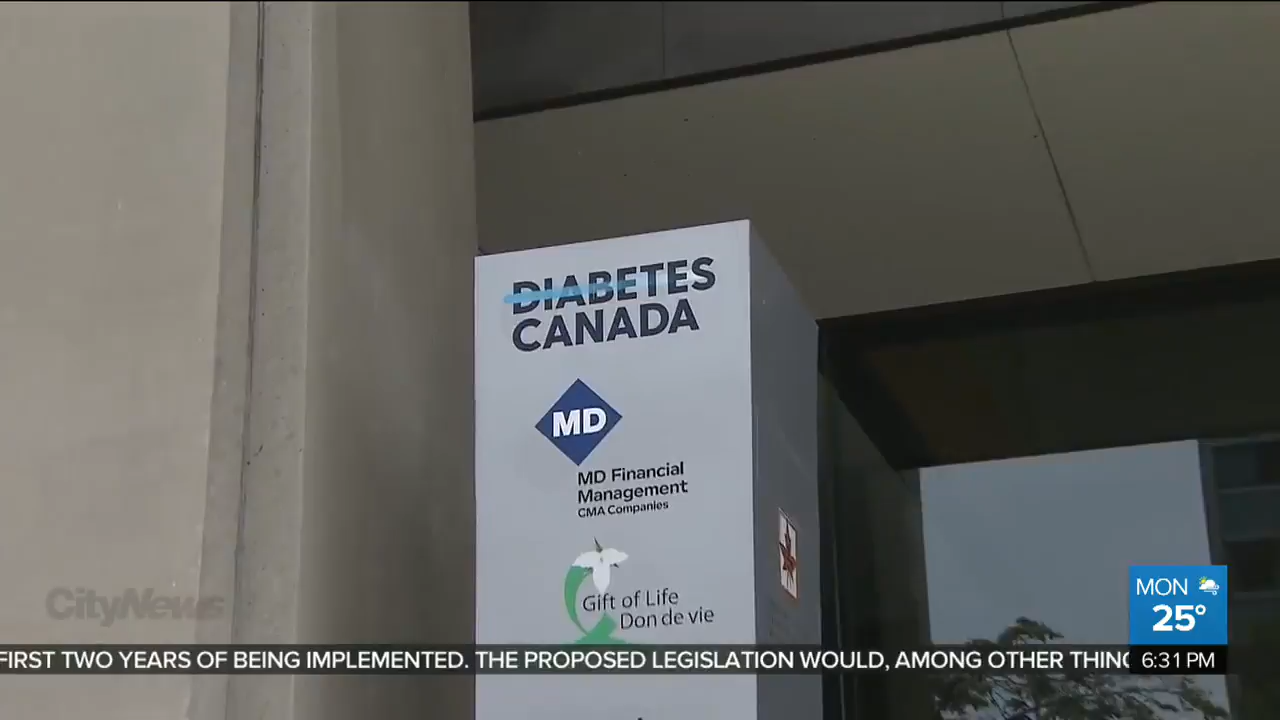 DIABETES
CANADA
MD
MD Financial
Management
CMA Companies
Gift of Life
Don de vie
CityNews
MON
25°
FIRST TWO YEARS OF BEING IMPLEMENTED. THE PROPOSED LEGISLATION WOULD, AMONG OTHER
6:31 PM